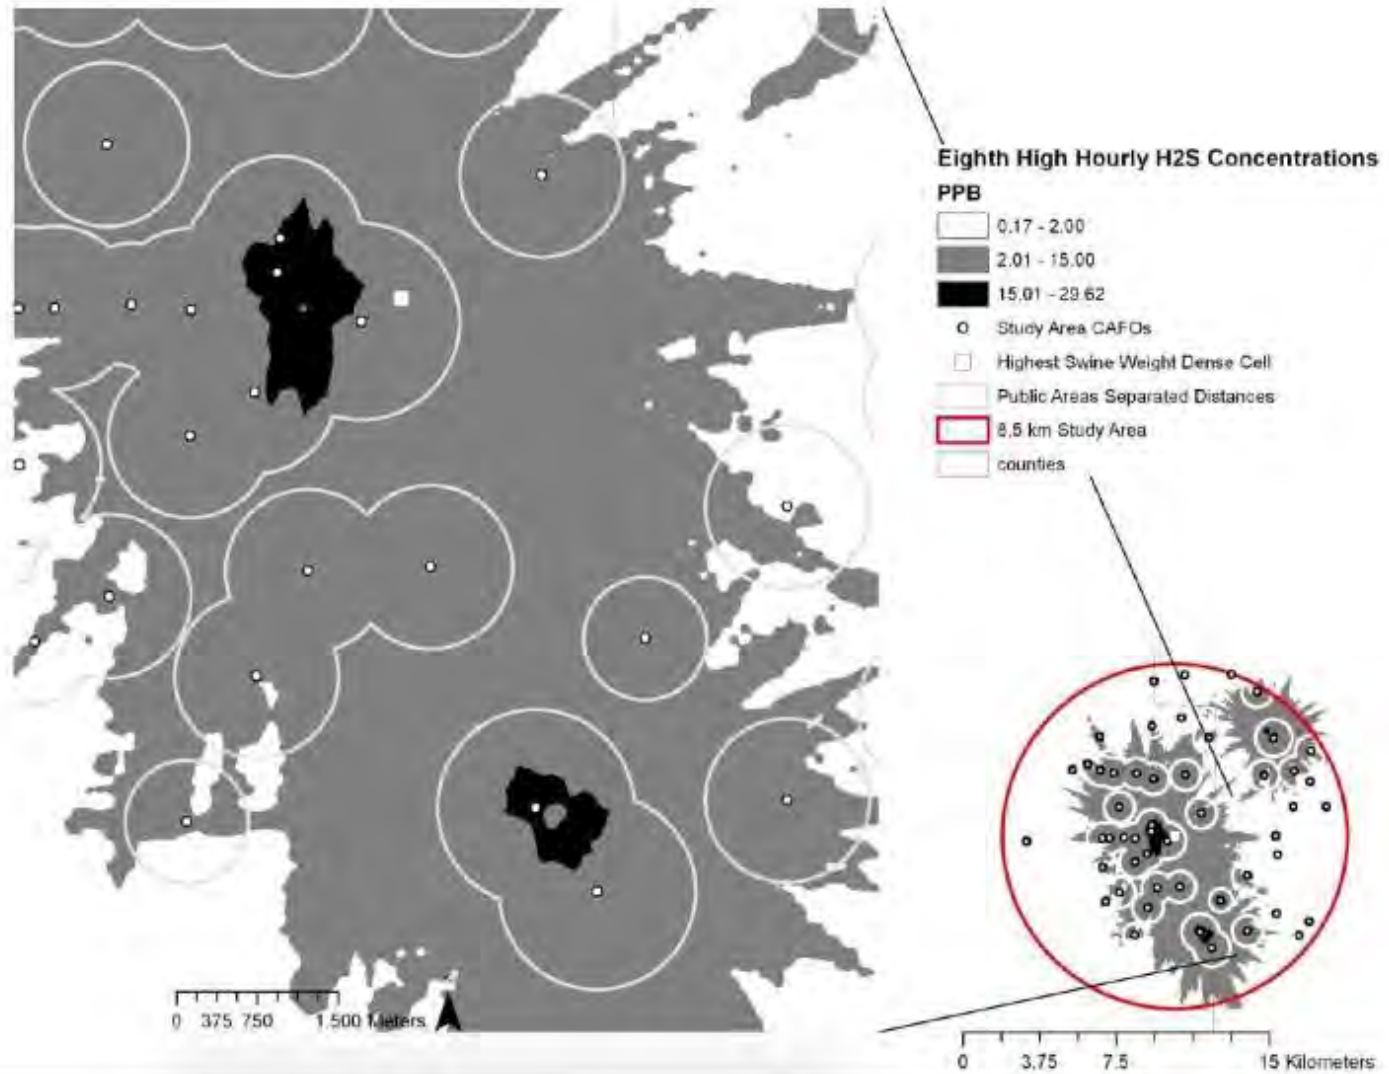 Eighth High Hourly H2S Concentrations
PPB
0.17 - 2.00
2.01 - 15.00
15.01 - 29.62
Study Area CAFOs
Highest Swine Weight Dense Cell
Public Areas Separated Distances
8.5 km Study Area
counties
0 375 750 1.500 Meters
0 3.75 7.5 15 Kilometers